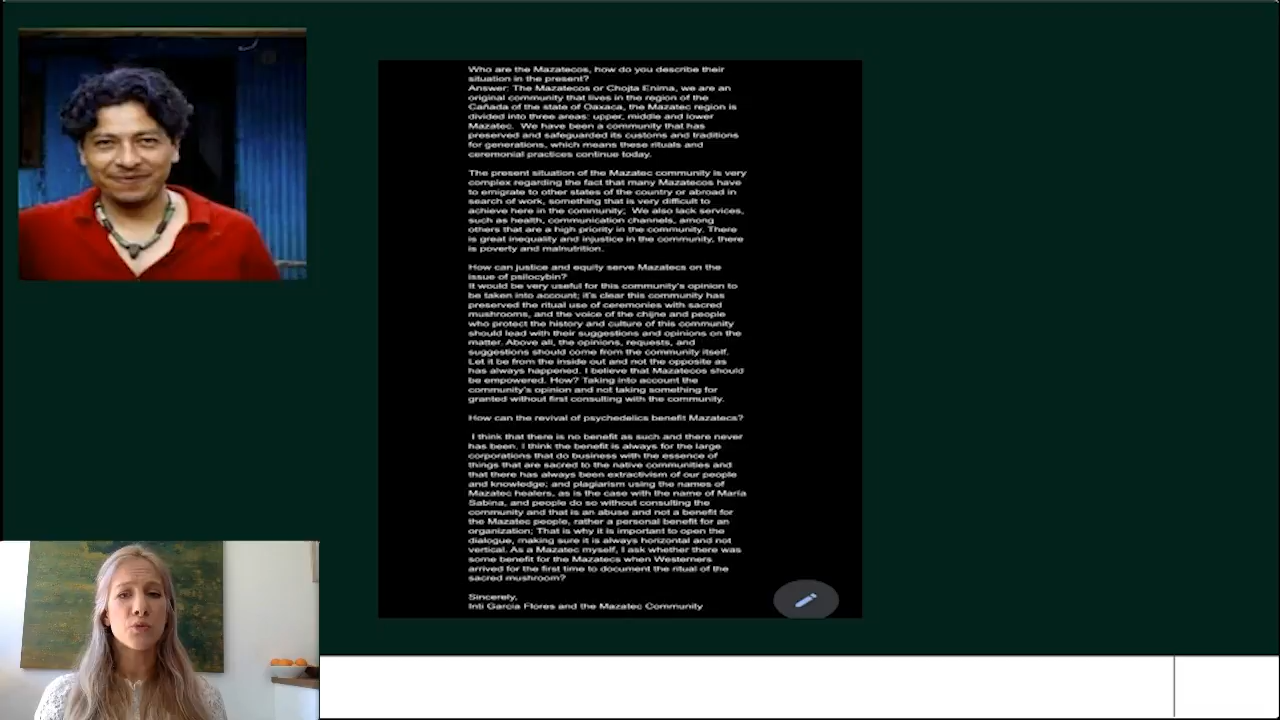 Who are the Mazatecos, how do you describe their
situation in the present?
Answer: The Mazatecos or Chojta Enima, we are an
original community that lives in the region of the
Cañada of the state of Oaxaca, the Mazatec region is
divided into three areas: upper, middle and lower
Mazatec. We have been a community that has
preserved and safeguarded its customs and traditions
for generations, which means these rituals and
ceremonial practices continue today.
The present situation of the Mazatec community is very
complex regarding the fact that many Mazatecos have
to emigrate to other states of the country or abroad in
search of work, something that is very difficult to
achieve here in the community; We also lack services,
such as health, communication channels, among
others that are a high priority in the community. There
is great inequality and injustice in the community, there
is poverty and malnutrition.
How can justice and equity serve Mazatecs on the
issue of psilocybin?
It would be very useful for this community's opinion to
be taken into account; it's clear this community has
preserved the ritual use of ceremonies with sacred
mushrooms, and the voice of the chijne and people
who protect the history and culture of this community
should lead with their suggestions and opinions on the
matter. Above all, the opinions, requests, and
suggestions should come from the community itself.
Let it be from the inside out and not the opposite as
has always happened. I believe that Mazatecos should
be empowered. How? Taking into account the
community's opinion and not taking something for
granted without first consulting with the community.
How can the revival of psychedelics benefit Mazatecs?
I think that there is no benefit as such and there never
has been. I think the benefit is always for the large
corporations that do business with the essence of
things that are sacred to the native communities and
that there has always been extractivism of our people
and knowledge; and plagiarism using the names of
Mazatec healers, as is the case with the name of María
Sabina, and people do so without consulting the
community and that is an abuse and not a benefit for
the Mazatec people, rather a personal benefit for an
organization; That is why it is important to open the
dialogue, making sure it is always horizontal and not
vertical. As a Mazatec myself, I ask whether there was
some benefit for the Mazatecs when Westerners
arrived for the first time to document the ritual of the
sacred mushroom?
Sincerely,
Inti Garcia Flores and the Mazatec Community